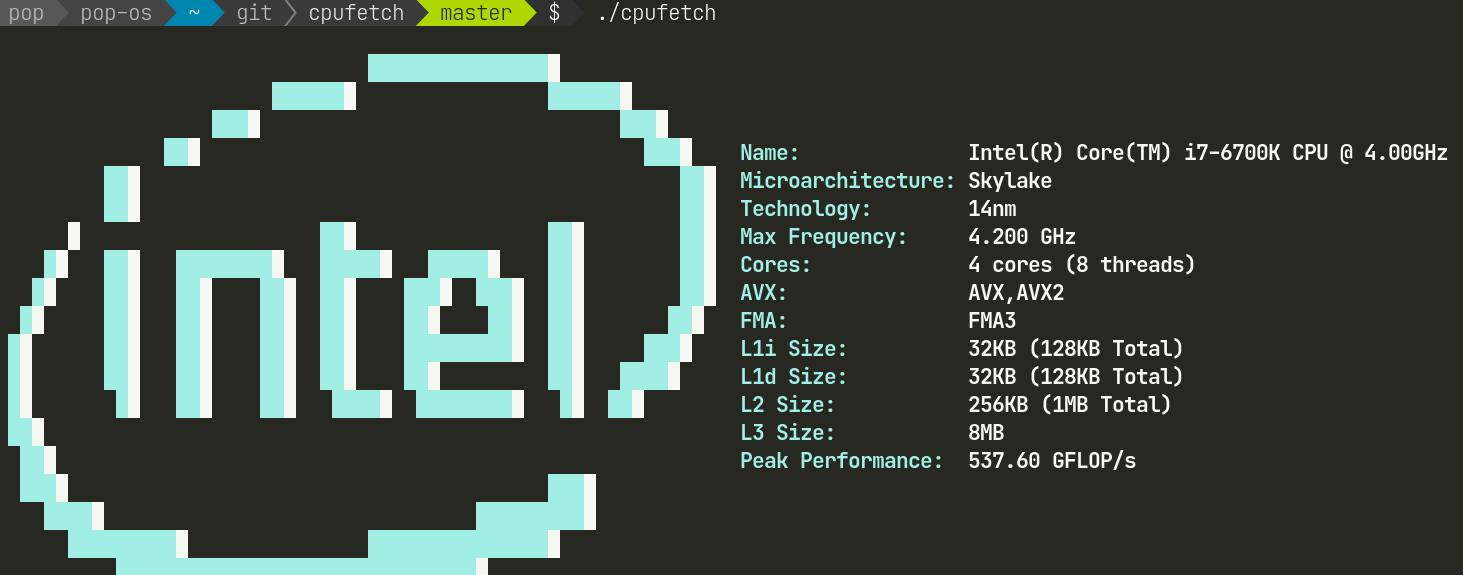 pop pop-os ~ git cpufetch master $ ./cpufetch
intel
Name: Intel(R) Core(TM) i7-6700K CPU @ 4.00GHz
Microarchitecture: Skylake
Technology: 14nm
Max Frequency: 4.200 GHz
Cores: 4 cores (8 threads)
AVX: AVX,AVX2
FMA: FMA3
L1i Size: 32KB (128KB Total)
L1d Size: 32KB (128KB Total)
L2 Size: 256KB (1MB Total)
L3 Size: 8MB
Peak Performance: 537.60 GFLOP/s